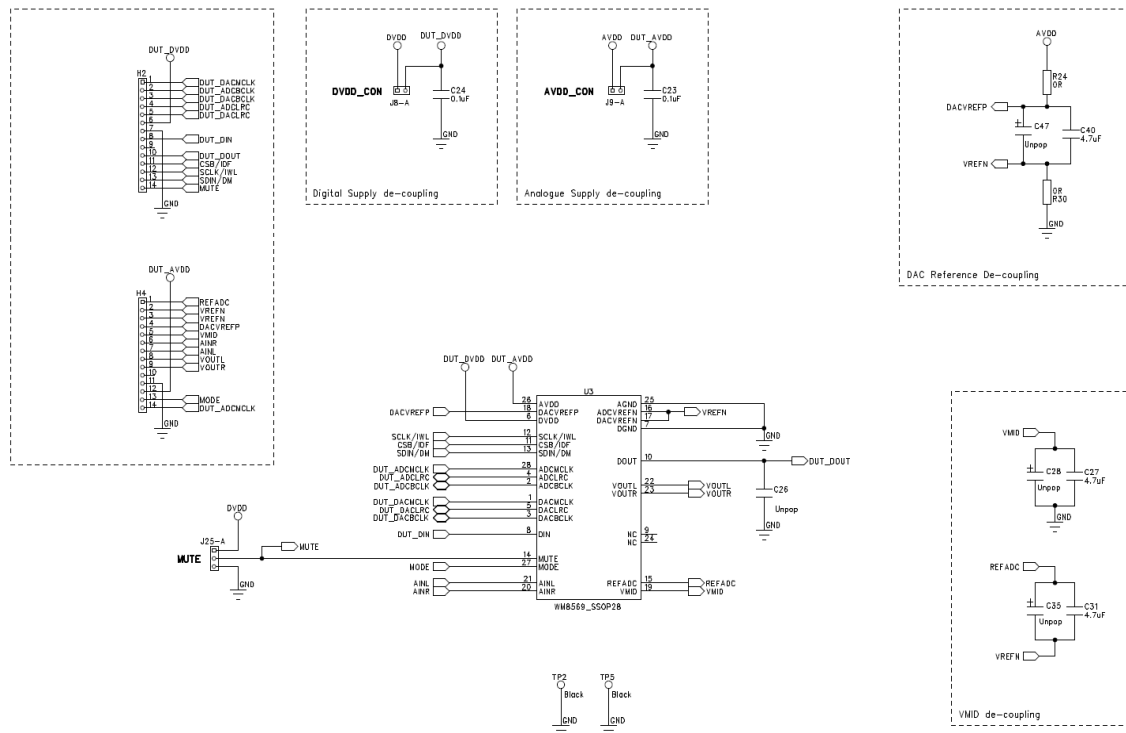 DUT_DVDD
H2
1 DUT_DACMCLK
2 DUT_ADCBCLK
3 DUT_DACBCLK
4 DUT_ADCLRC
5 DUT_DACLRC
6
7
8 DUT_DIN
9
10 DUT_DOUT
11 CSB/IDF
12 SCLK/IWL
13 SDIN/DM
14 MUTE
GND
DUT_AVDD
H4
1 REFADC
2 VREFN
3 VREFN
4 DACVREFP
5 VMID
6 AINR
7 AINL
8 VOUTL
9 VOUTR
10
11
12
13 MODE
14 DUT_ADCMCLK
GND
DVDD DUT_DVDD
DVDD_CON
J8-A
C24
0.1uF
GND
Digital Supply de-coupling
AVDD DUT_AVDD
AVDD_CON
J9-A
C23
0.1uF
GND
Analogue Supply de-coupling
AVDD
R24
0R
DACVREFP
C47
Unpop
C40
4.7uF
VREFN
0R
R30
GND
DAC Reference De-coupling
DUT_DVDD DUT_AVDD
U3
26 AVDD AGND 25
DACVREFP 18 DACVREFP ADCVREFN 16 VREFN
6 DVDD DACVREFN 17
DGND 7
GND
SCLK/IWL 12 SCLK/IWL
CSB/IDF 11 CSB/IDF
SDIN/DM 13 SDIN/DM
DOUT 10 DUT_DOUT
DUT_ADCMCLK 28 ADCMCLK
DUT_ADCLRC 4 ADCLRC
DUT_ADCBCLK 2 ADCBCLK
VOUTL 22 VOUTL
VOUTR 23 VOUTR
C26
Unpop
GND
DUT_DACMCLK 1 DACMCLK
DUT_DACLRC 5 DACLRC
DUT_DACBCLK 3 DACBCLK
DUT_DIN 8 DIN
NC 9
NC 24
14 MUTE
MODE 27 MODE
AINL 21 AINL REFADC 15 REFADC
AINR 20 AINR VMID 19 VMID
WM8569_SSOP28
DVDD
J25-A
MUTE
MUTE
GND
TP2
Black
GND
TP5
Black
GND
VMID
C28
Unpop
C27
4.7uF
GND
REFADC
C35
Unpop
C31
4.7uF
VREFN
VMID de-coupling